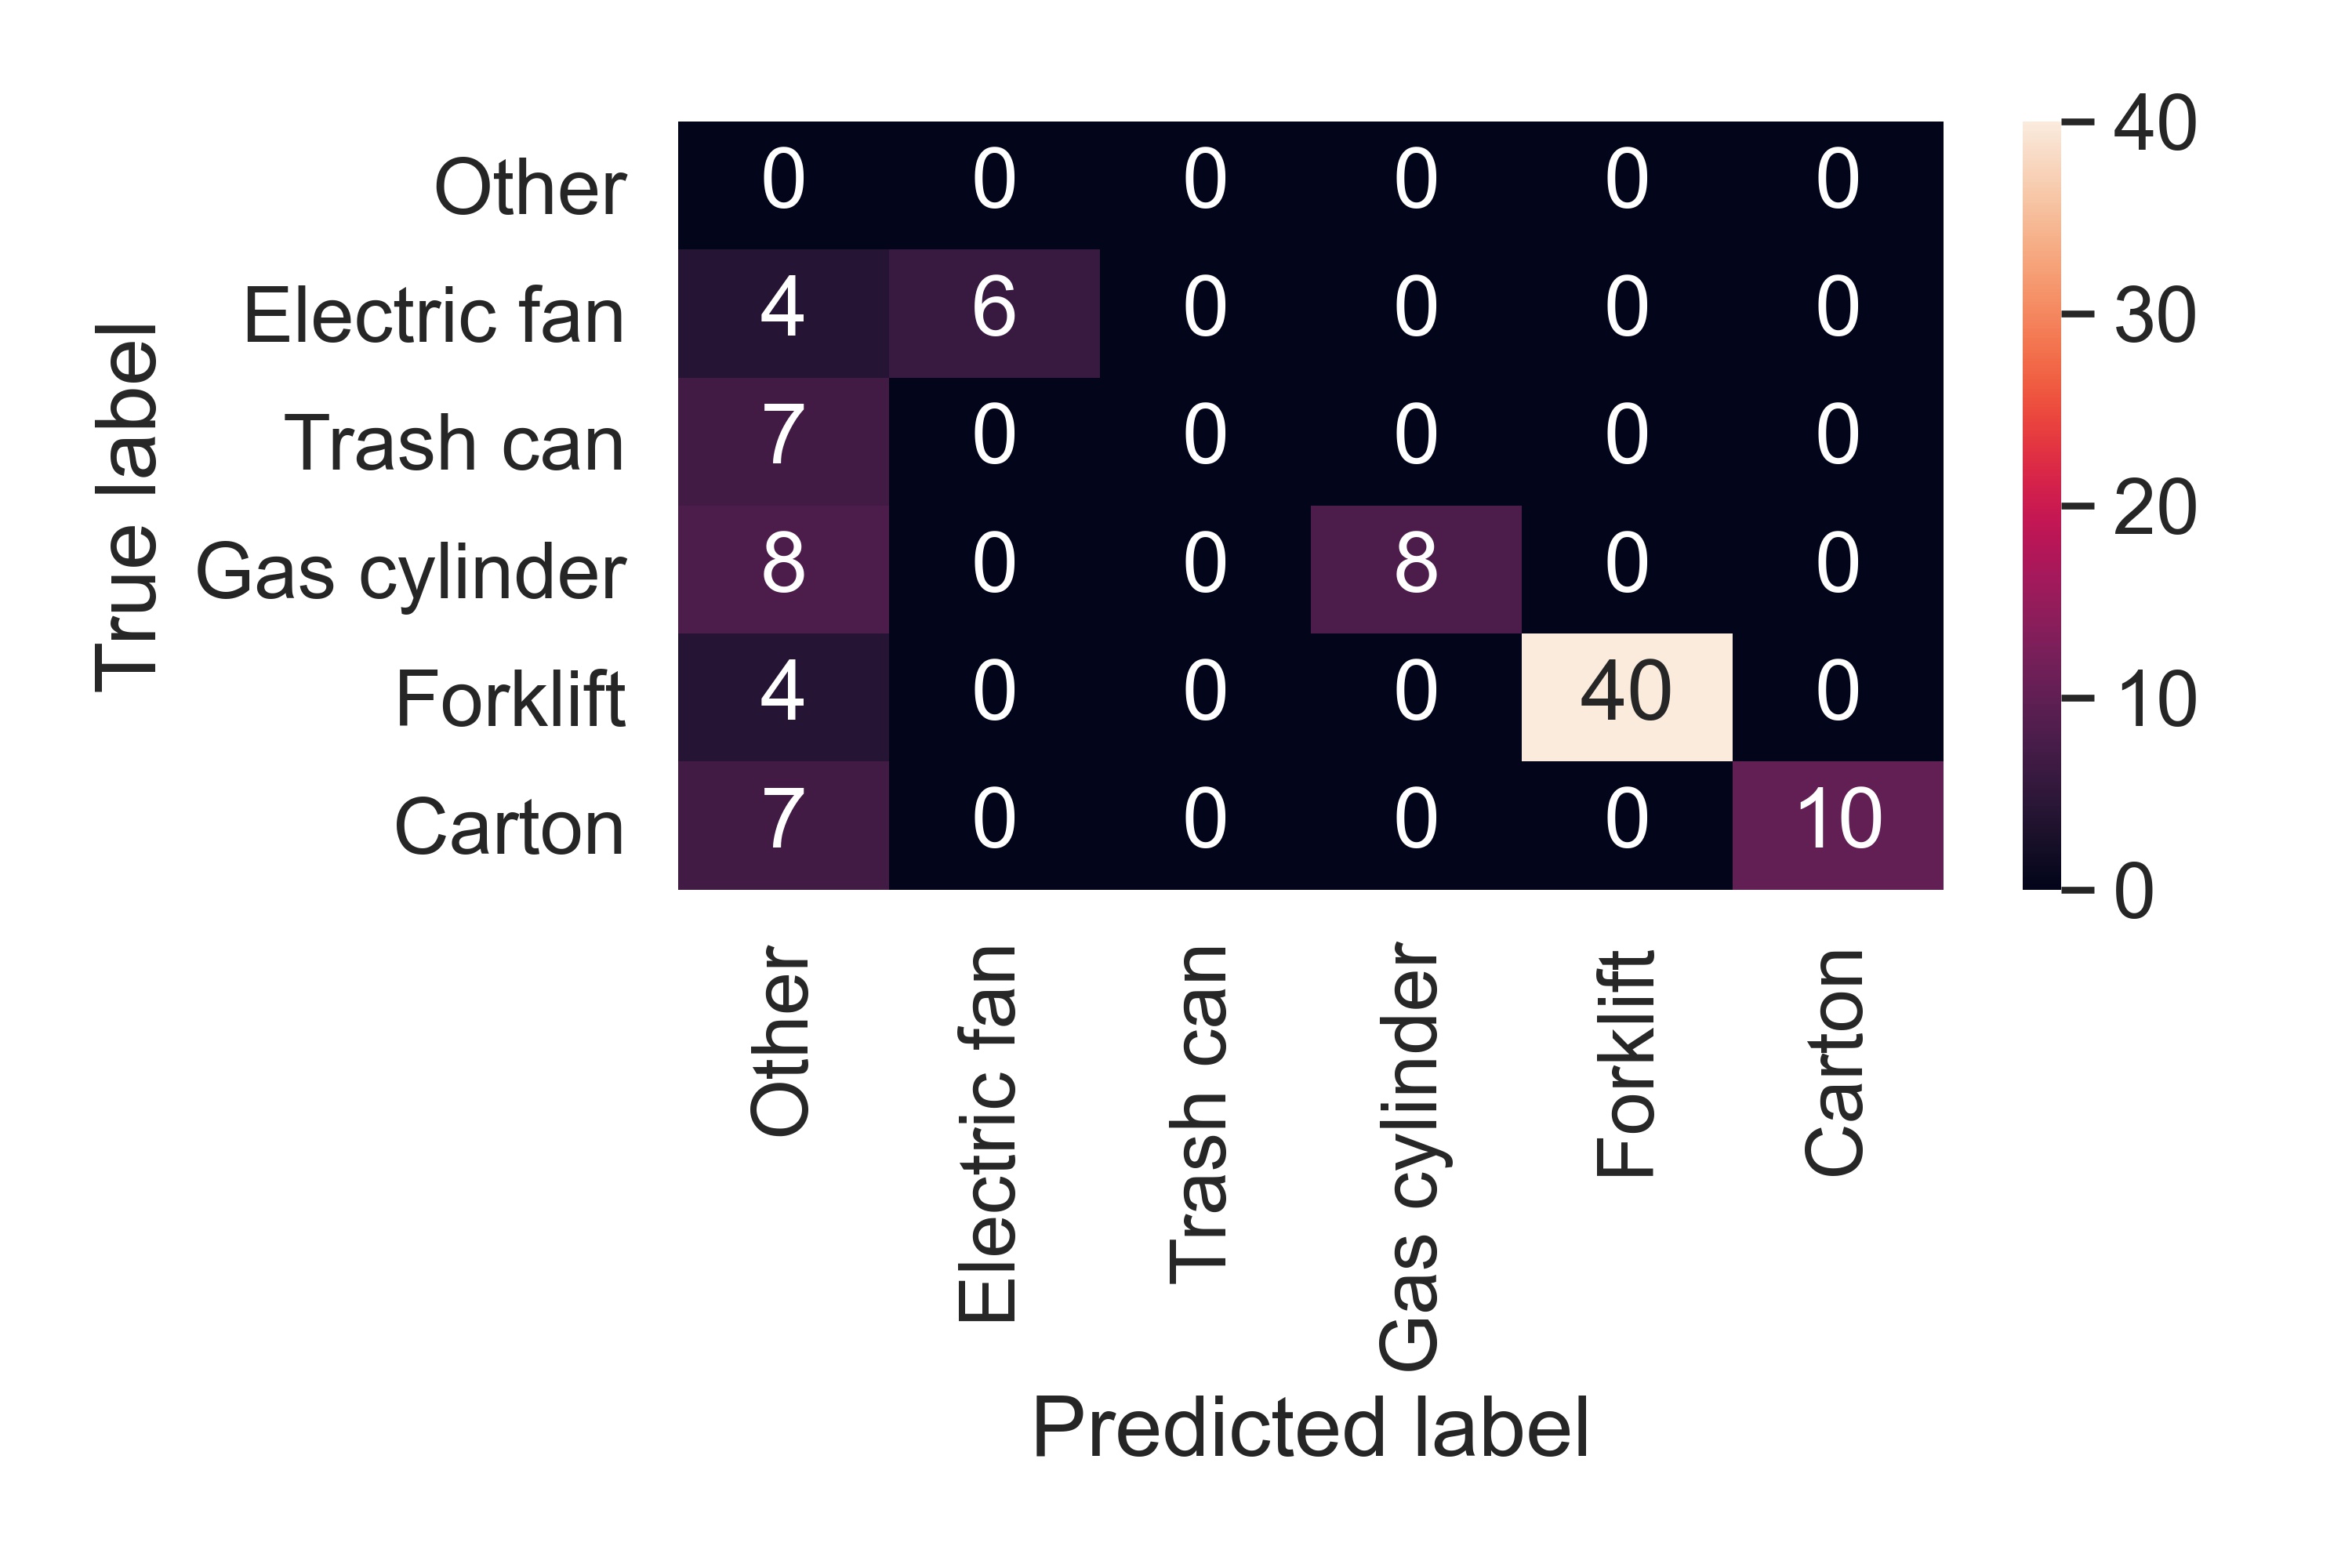 True label
Other 0 0 0 0 0 0
Electric fan 4 6 0 0 0 0
Trash can 7 0 0 0 0 0
Gas cylinder 8 0 0 8 0 0
Forklift 4 0 0 0 40 0
Carton 7 0 0 0 0 10
Other
Electric fan
Trash can
Gas cylinder
Forklift
Carton
Predicted label
40
30
20
10
0